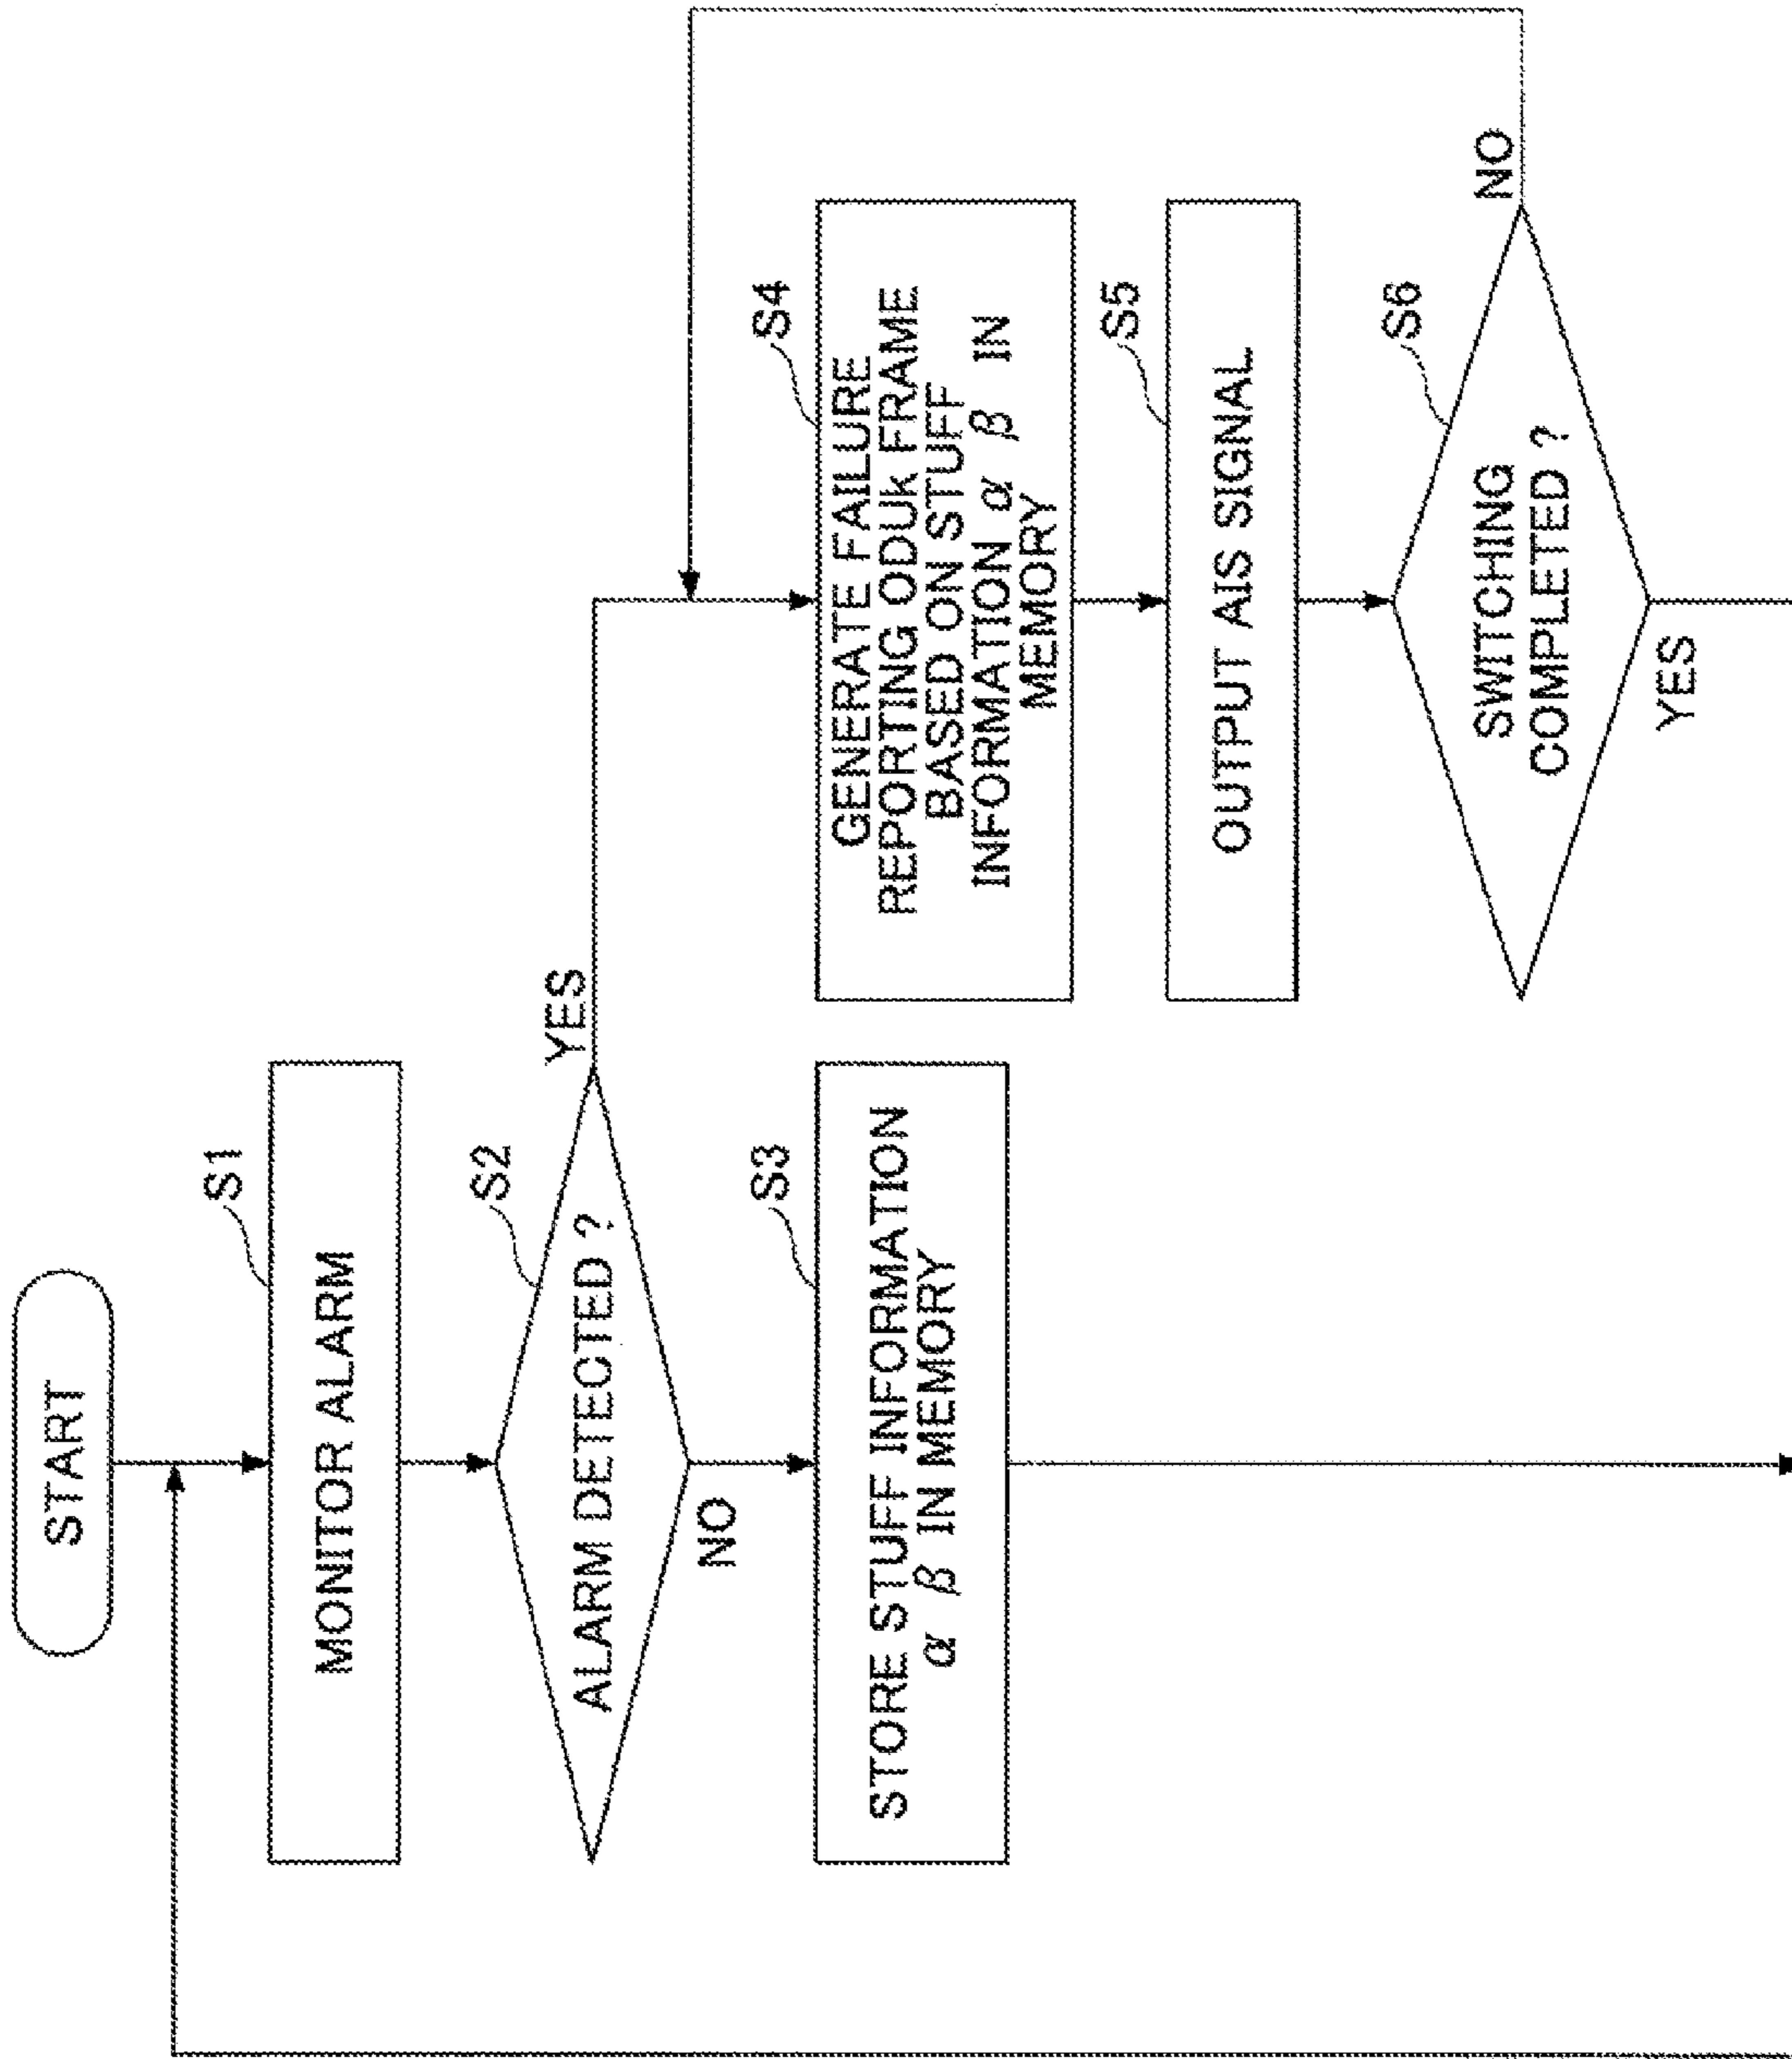 START
S1
MONITOR ALARM
S2
ALARM DETECTED ?
YES
NO
S3
STORE STUFF INFORMATION
α β IN MEMORY
S4
GENERATE FAILURE
REPORTING ODUk FRAME
BASED ON STUFF
INFORMATION α β IN
MEMORY
S5
OUTPUT AIS SIGNAL
S6
SWITCHING
COMPLETED ?
NO
YES